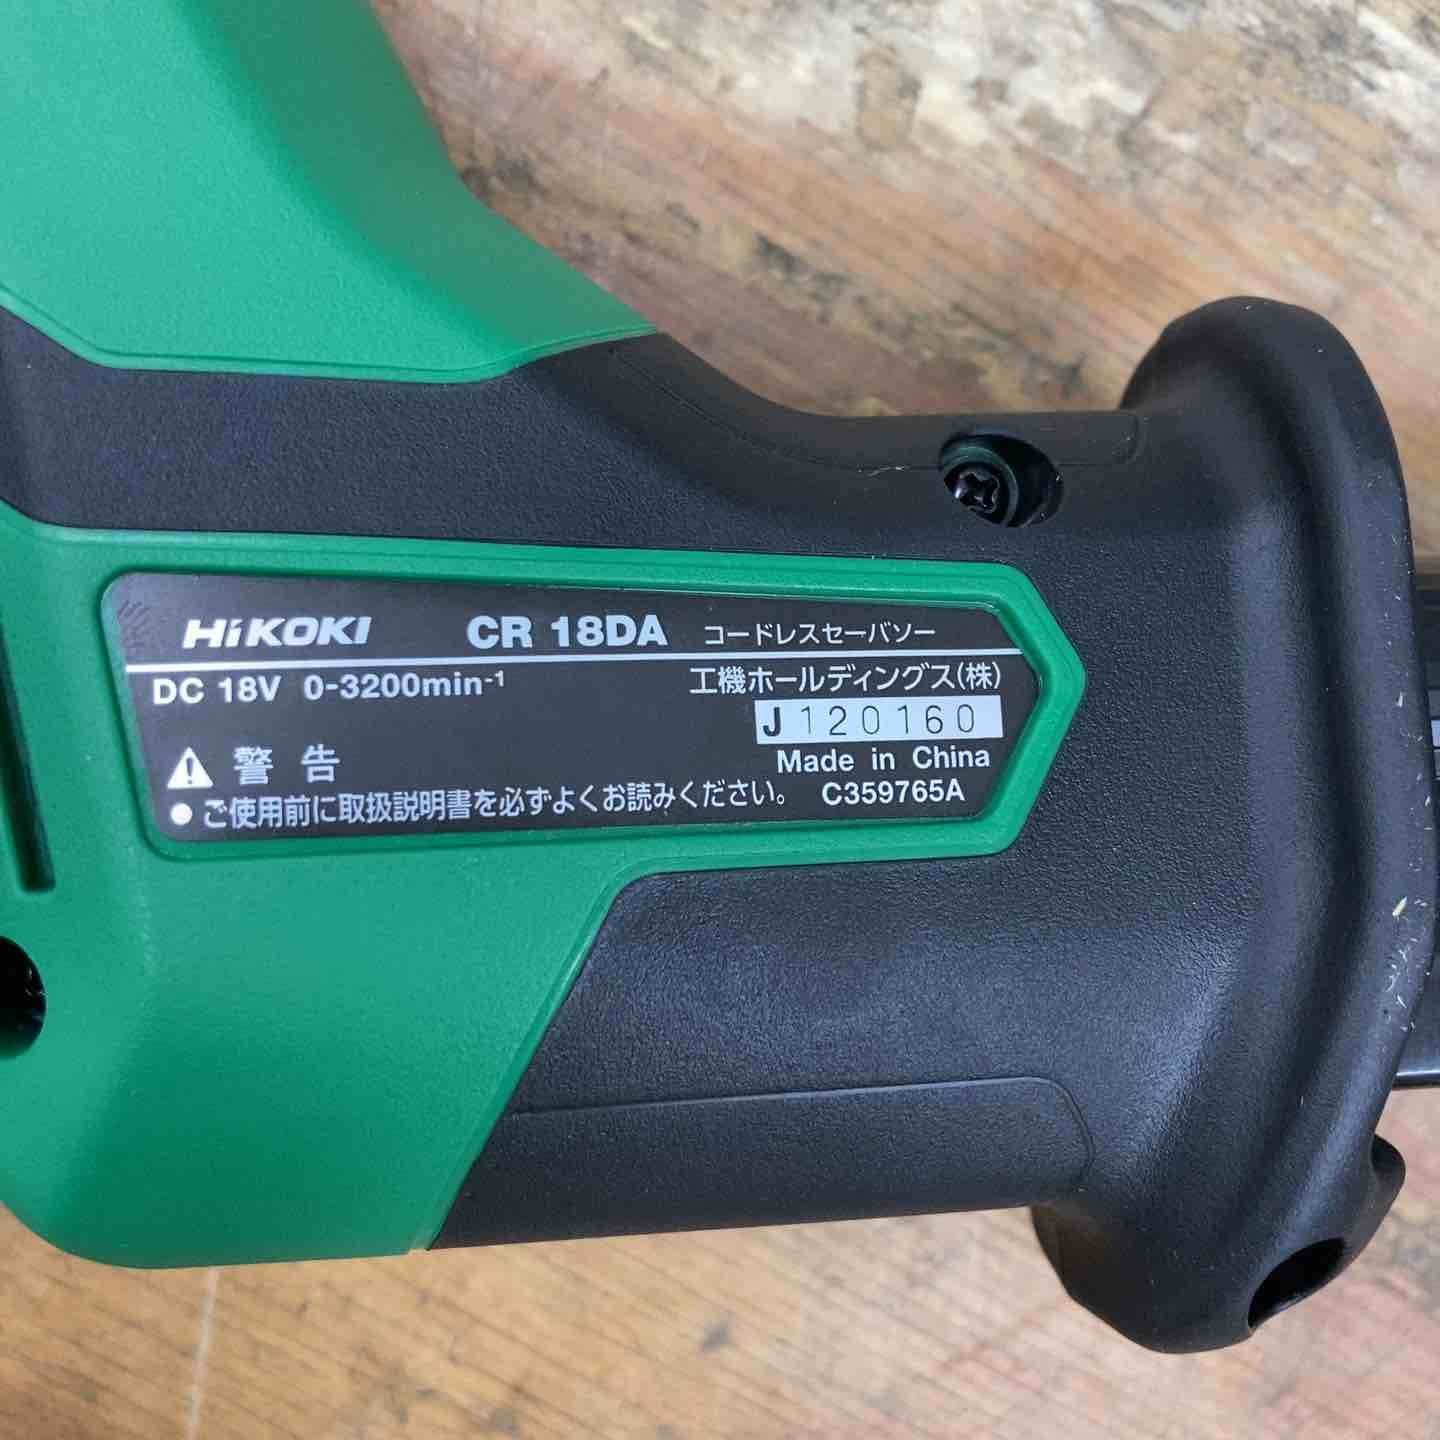 HiKOKI CR 18DA コードレスセーバソー
DC 18V 0-3200min⁻¹ 工機ホールディングス(株)
J120160
Made in China
警告
●ご使用前に取扱説明書を必ずよくお読みください。 C359765A